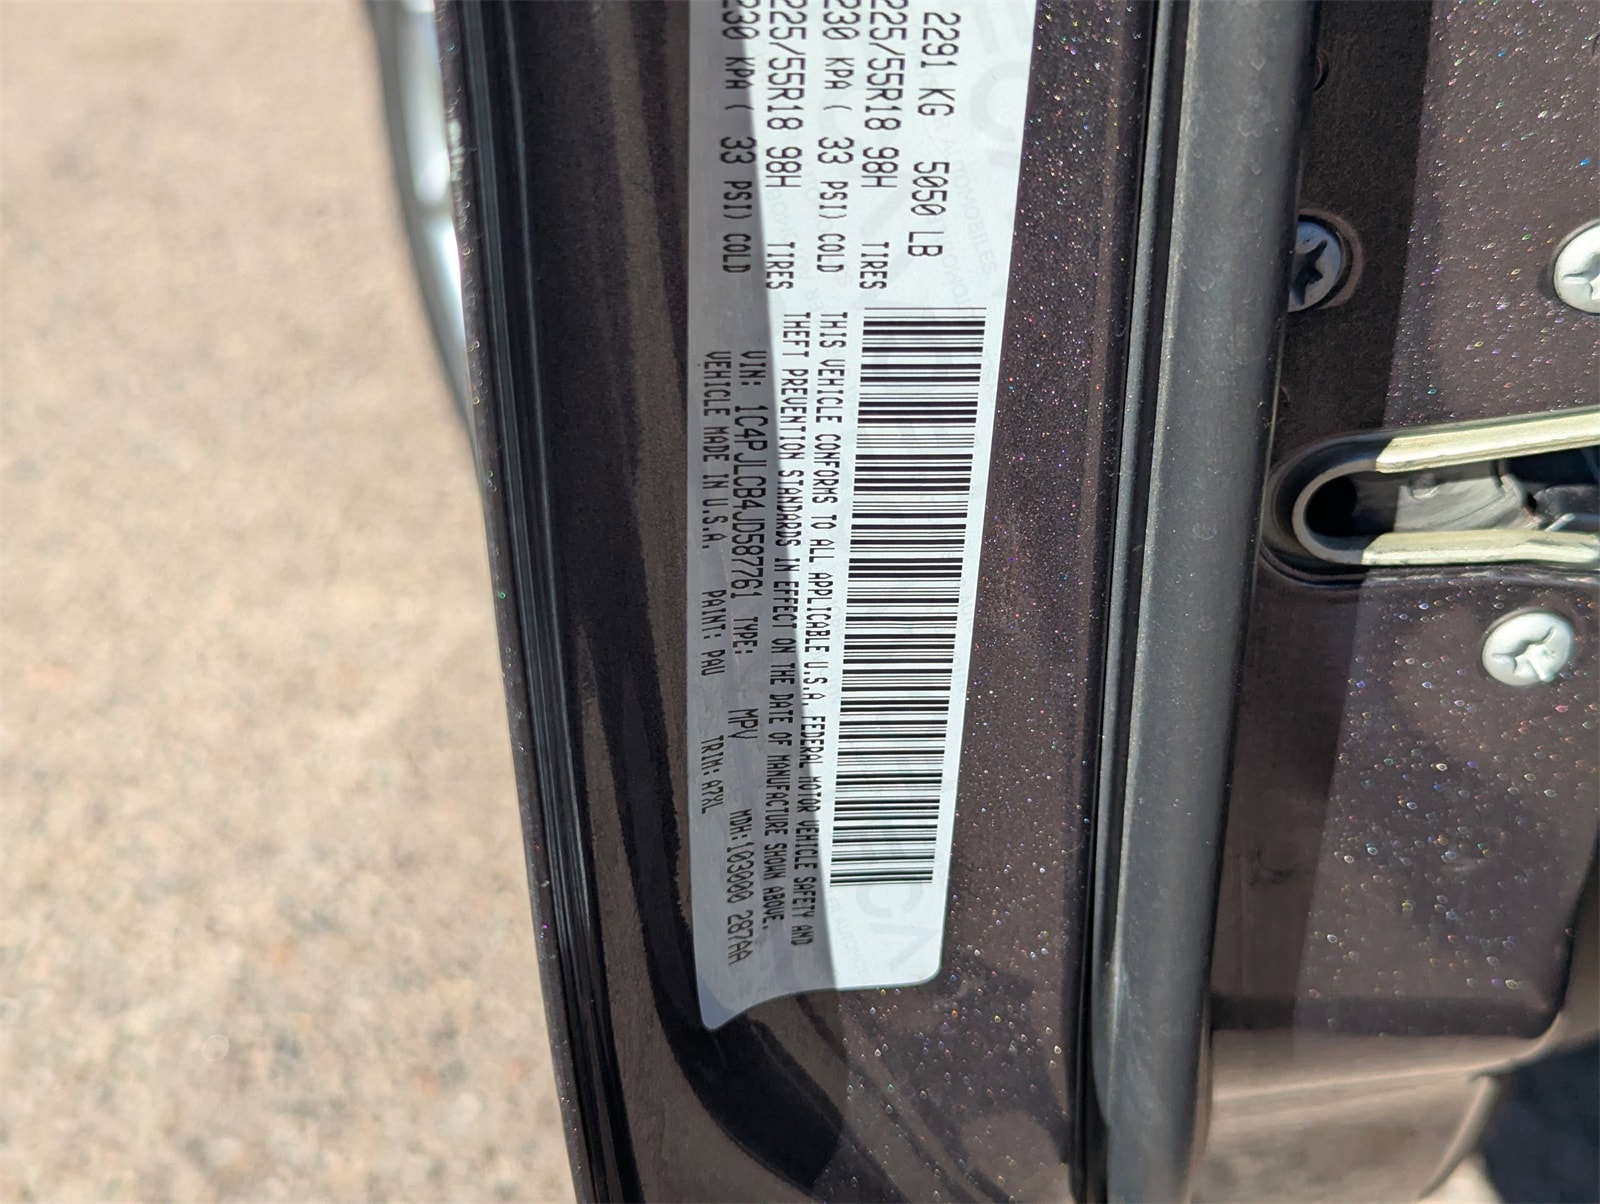 2291 KG 5050 LB
225/55R18 98H TIRES
230 KPA ( 33 PSI) COLD
225/55R18 98H TIRES
230 KPA ( 33 PSI) COLD
THIS VEHICLE CONFORMS TO ALL APPLICABLE U.S.A. FEDERAL MOTOR VEHICLE SAFETY AND
THEFT PREVENTION STANDARDS IN EFFECT ON THE DATE OF MANUFACTURE SHOWN ABOVE.
VIN: 1C4PJLCB4JD587761 TYPE: MPV MDH:103000 287AA
VEHICLE MADE IN U.S.A. PAINT: PAU TRIM: A7XL